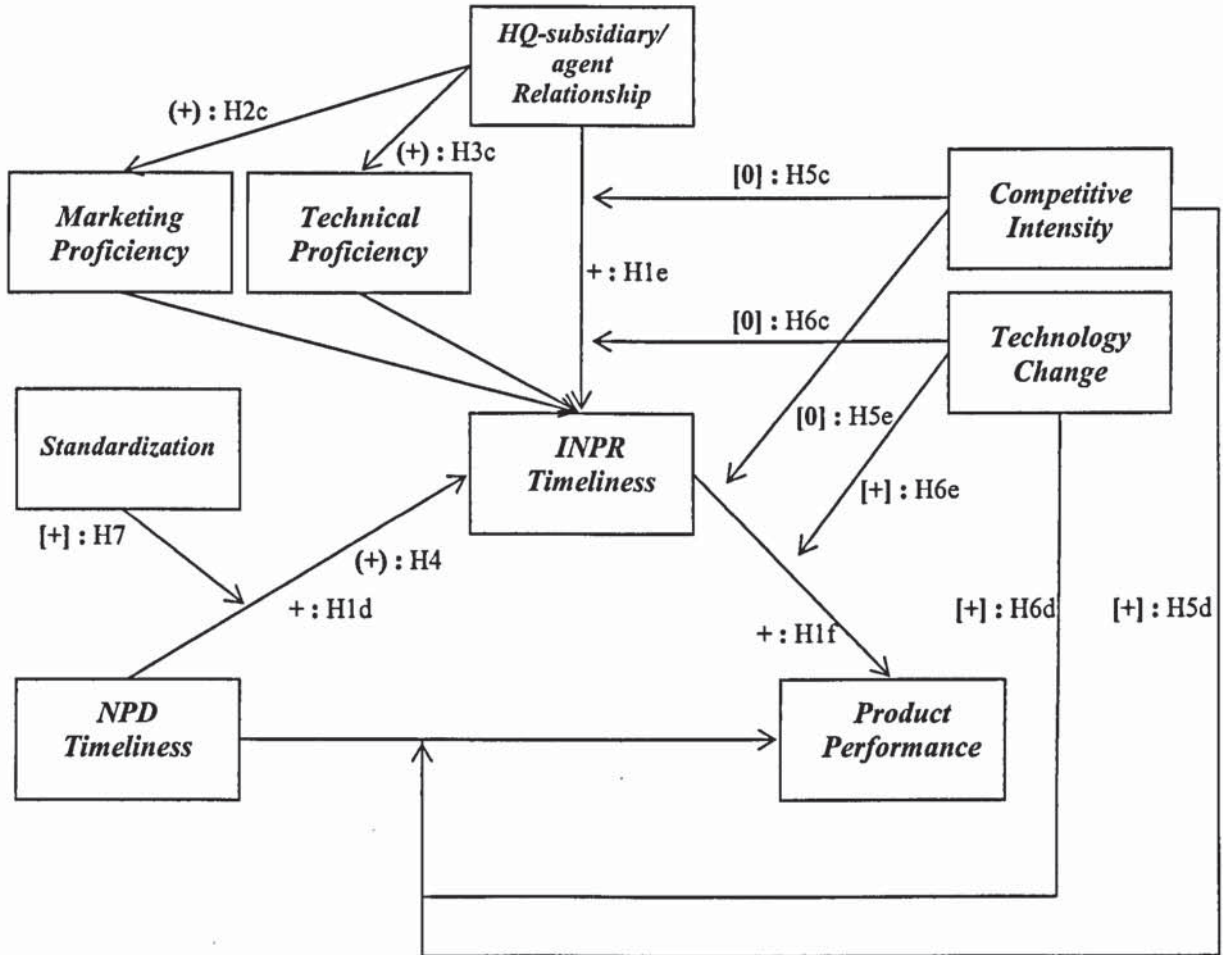 HQ-subsidiary/
agent
Relationship
(+) : H2c
(+) : H3c
[0] : H5c
Marketing
Proficiency
Technical
Proficiency
Competitive
Intensity
+ : H1e
[0] : H6c
Technology
Change
Standardization
INPR
Timeliness
[0] : H5e
[+] : H6e
[+] : H7
(+) : H4
+ : H1d
+ : H1f
[+] : H6d
[+] : H5d
NPD
Timeliness
Product
Performance